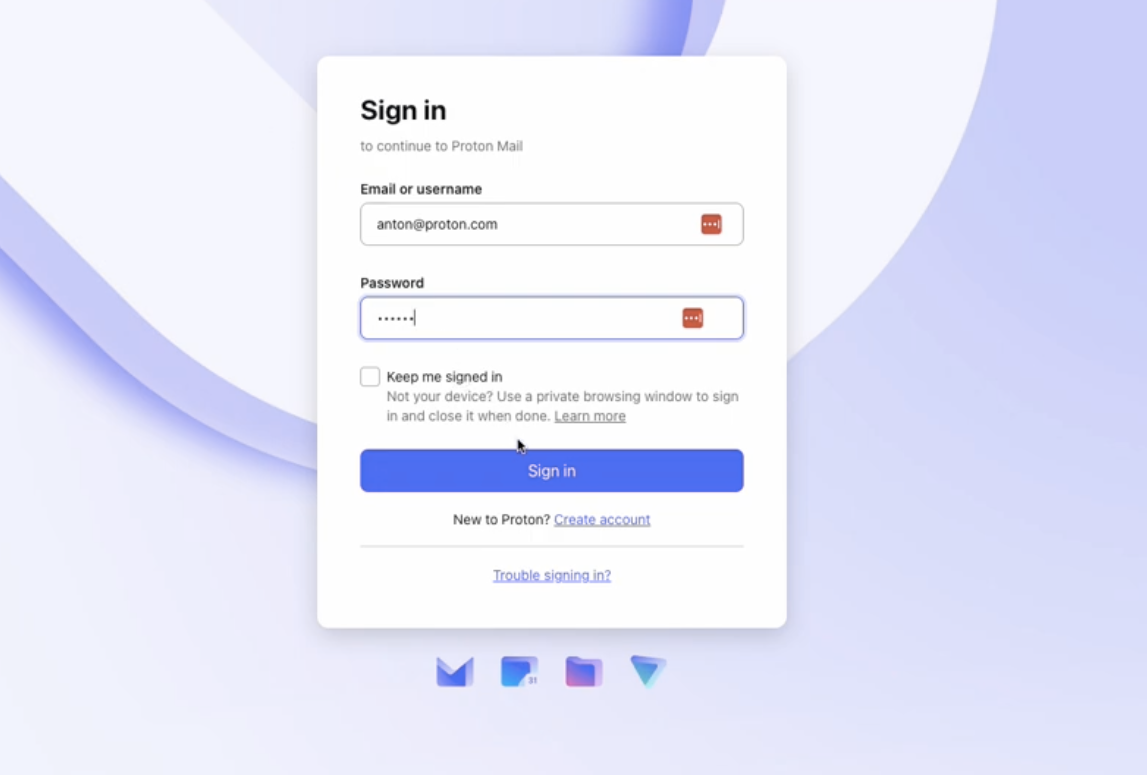 Sign in
to continue to Proton Mail
Email or username
anton@proton.com
Password
••••••
Keep me signed in
Not your device? Use a private browsing window to sign
in and close it when done. Learn more
Sign in
New to Proton? Create account
Trouble signing in?
31